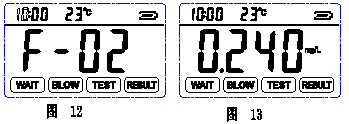 10:00 23℃
F-02
WAIT BLOW TEST RESULT
图 12
10:00 23℃
0.240 mg/L
WAIT BLOW TEST RESULT
图 13